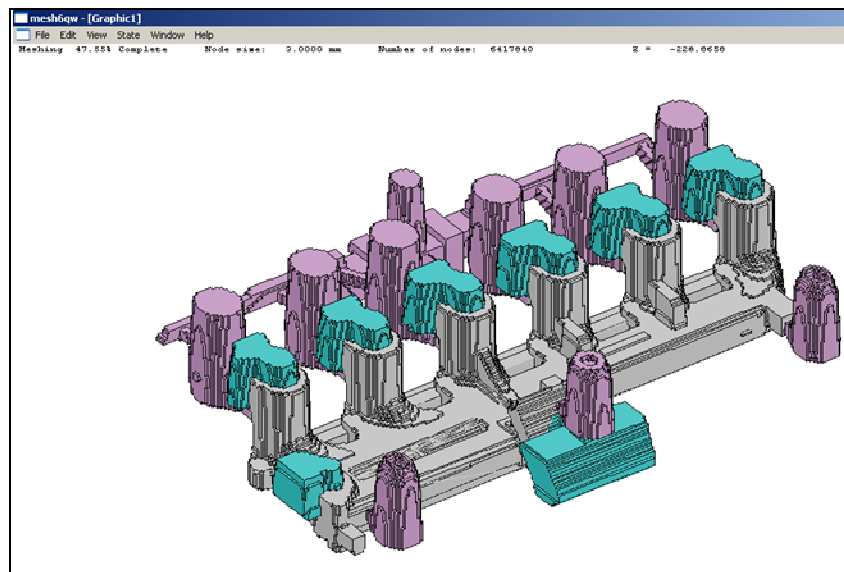 mesh6qw - [Graphic1]
File Edit View State Window Help
Meshing 47.55% Complete Node size: 3.0000 mm Number of nodes: 6417840 Z = -228.8658